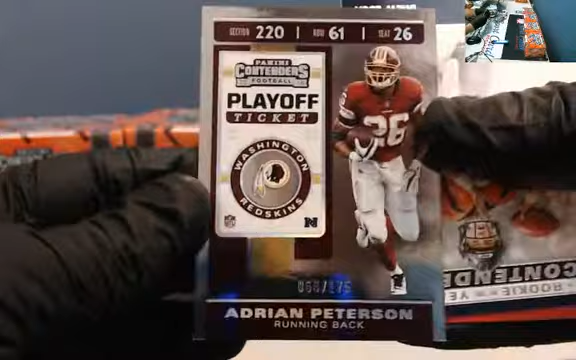 SECTION 220 | ROW 61 | SEAT 26
PANINI
CONTENDERS
FOOTBALL
PLAYOFF
TICKET
WASHINGTON
REDSKINS
26
ADRIAN PETERSON
RUNNING BACK
ROOKIE
YE
CONTENDE